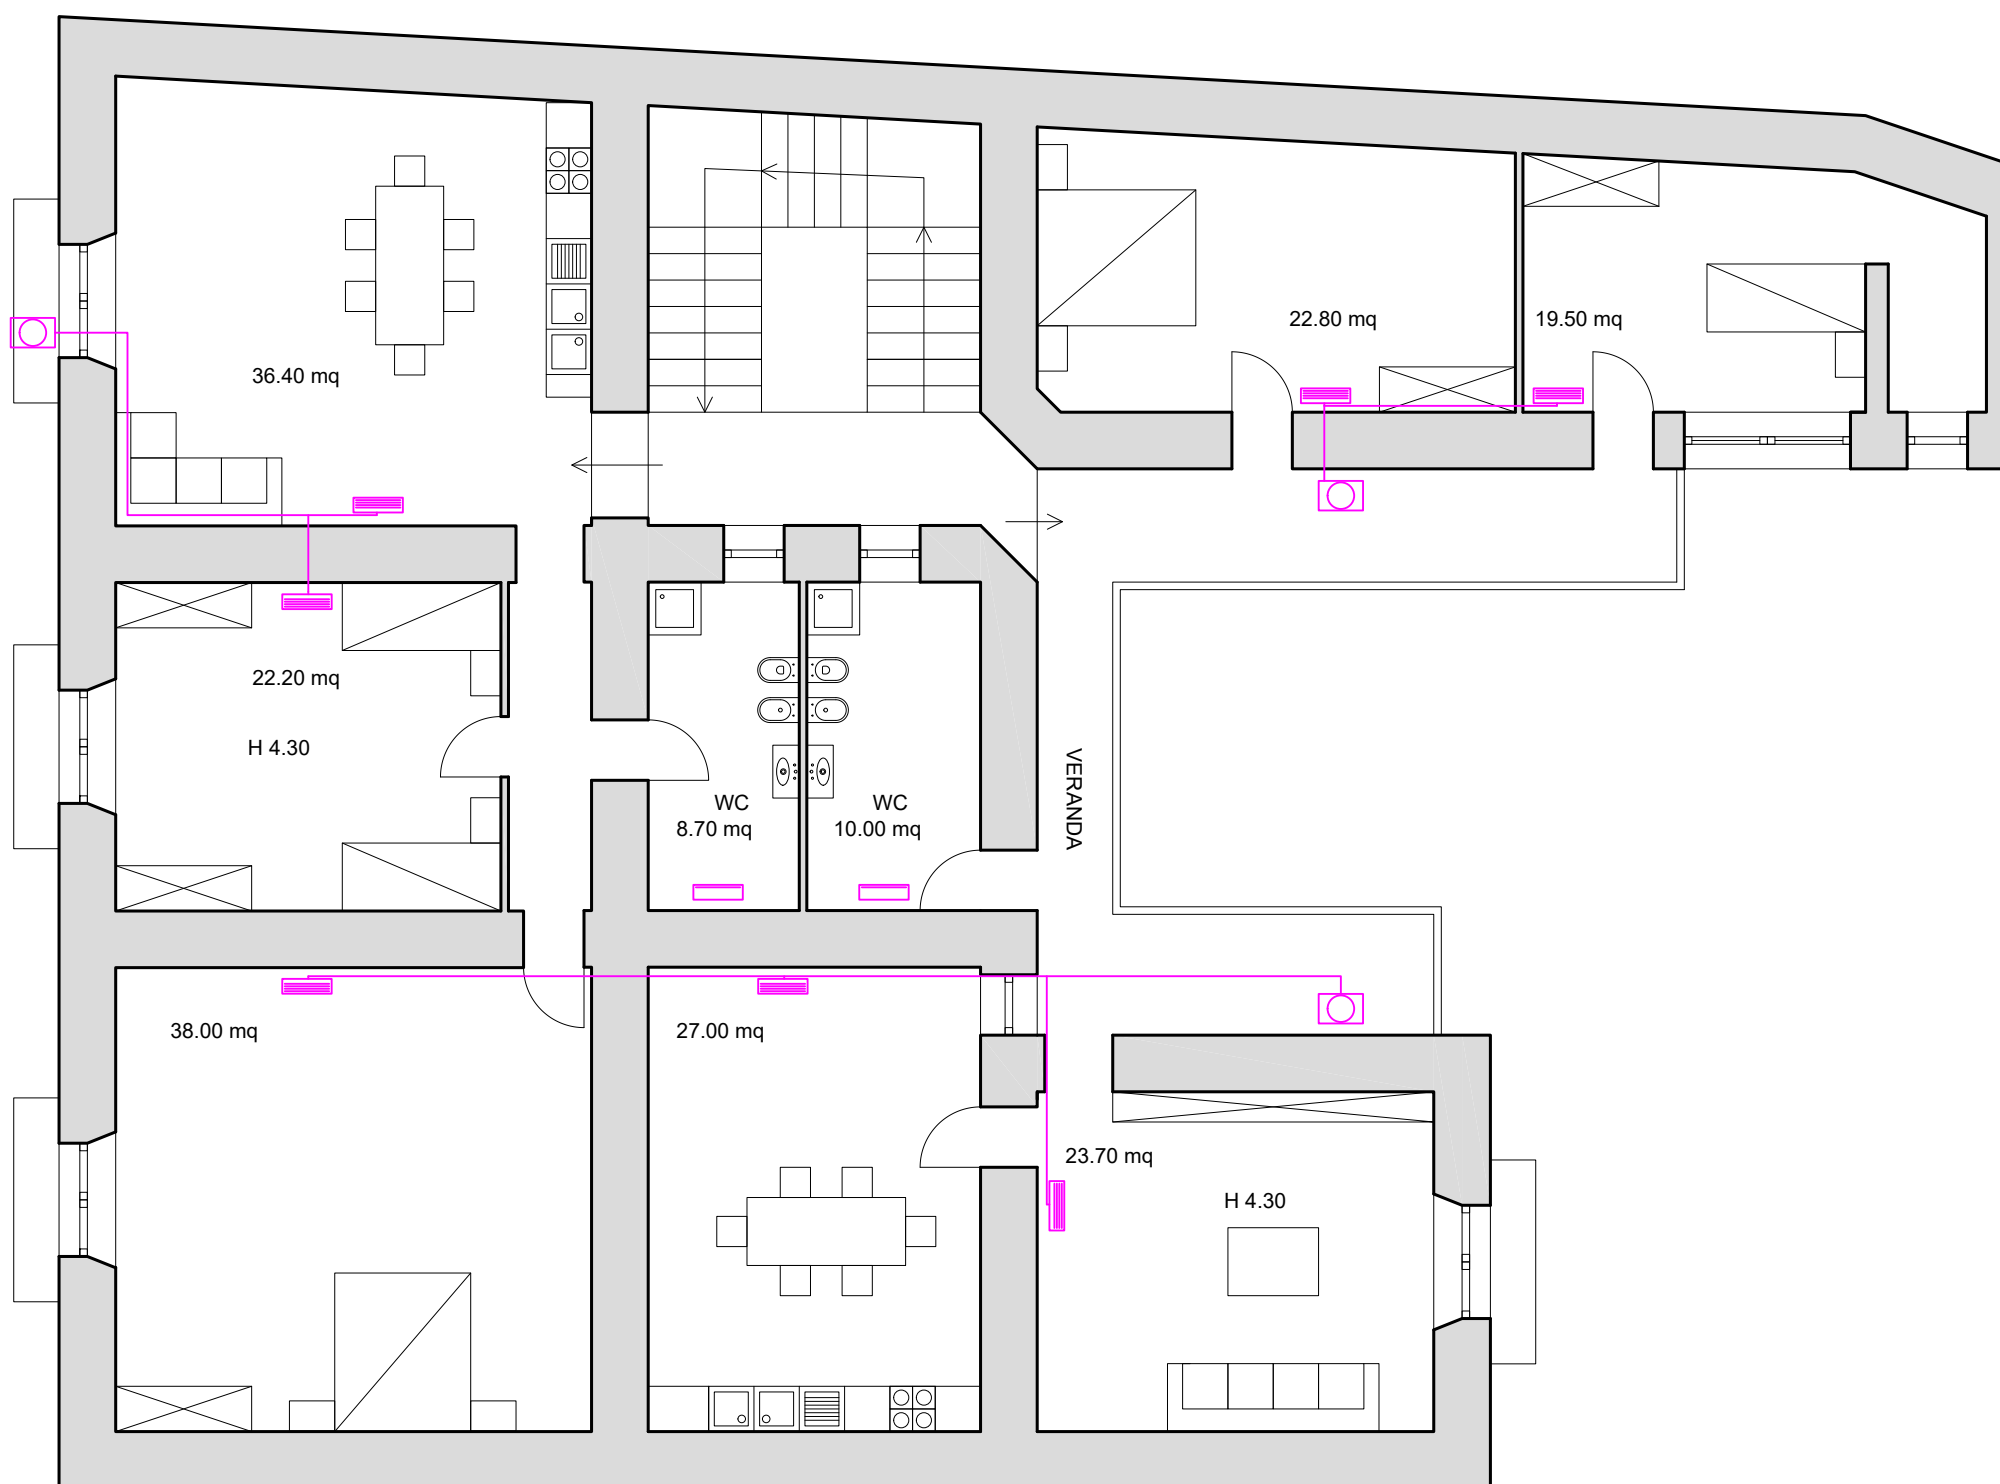 22.80 mq
19.50 mq
36.40 mq
22.20 mq
H 4.30
WC
8.70 mq
WC
10.00 mq
VERANDA
38.00 mq
27.00 mq
23.70 mq
H 4.30